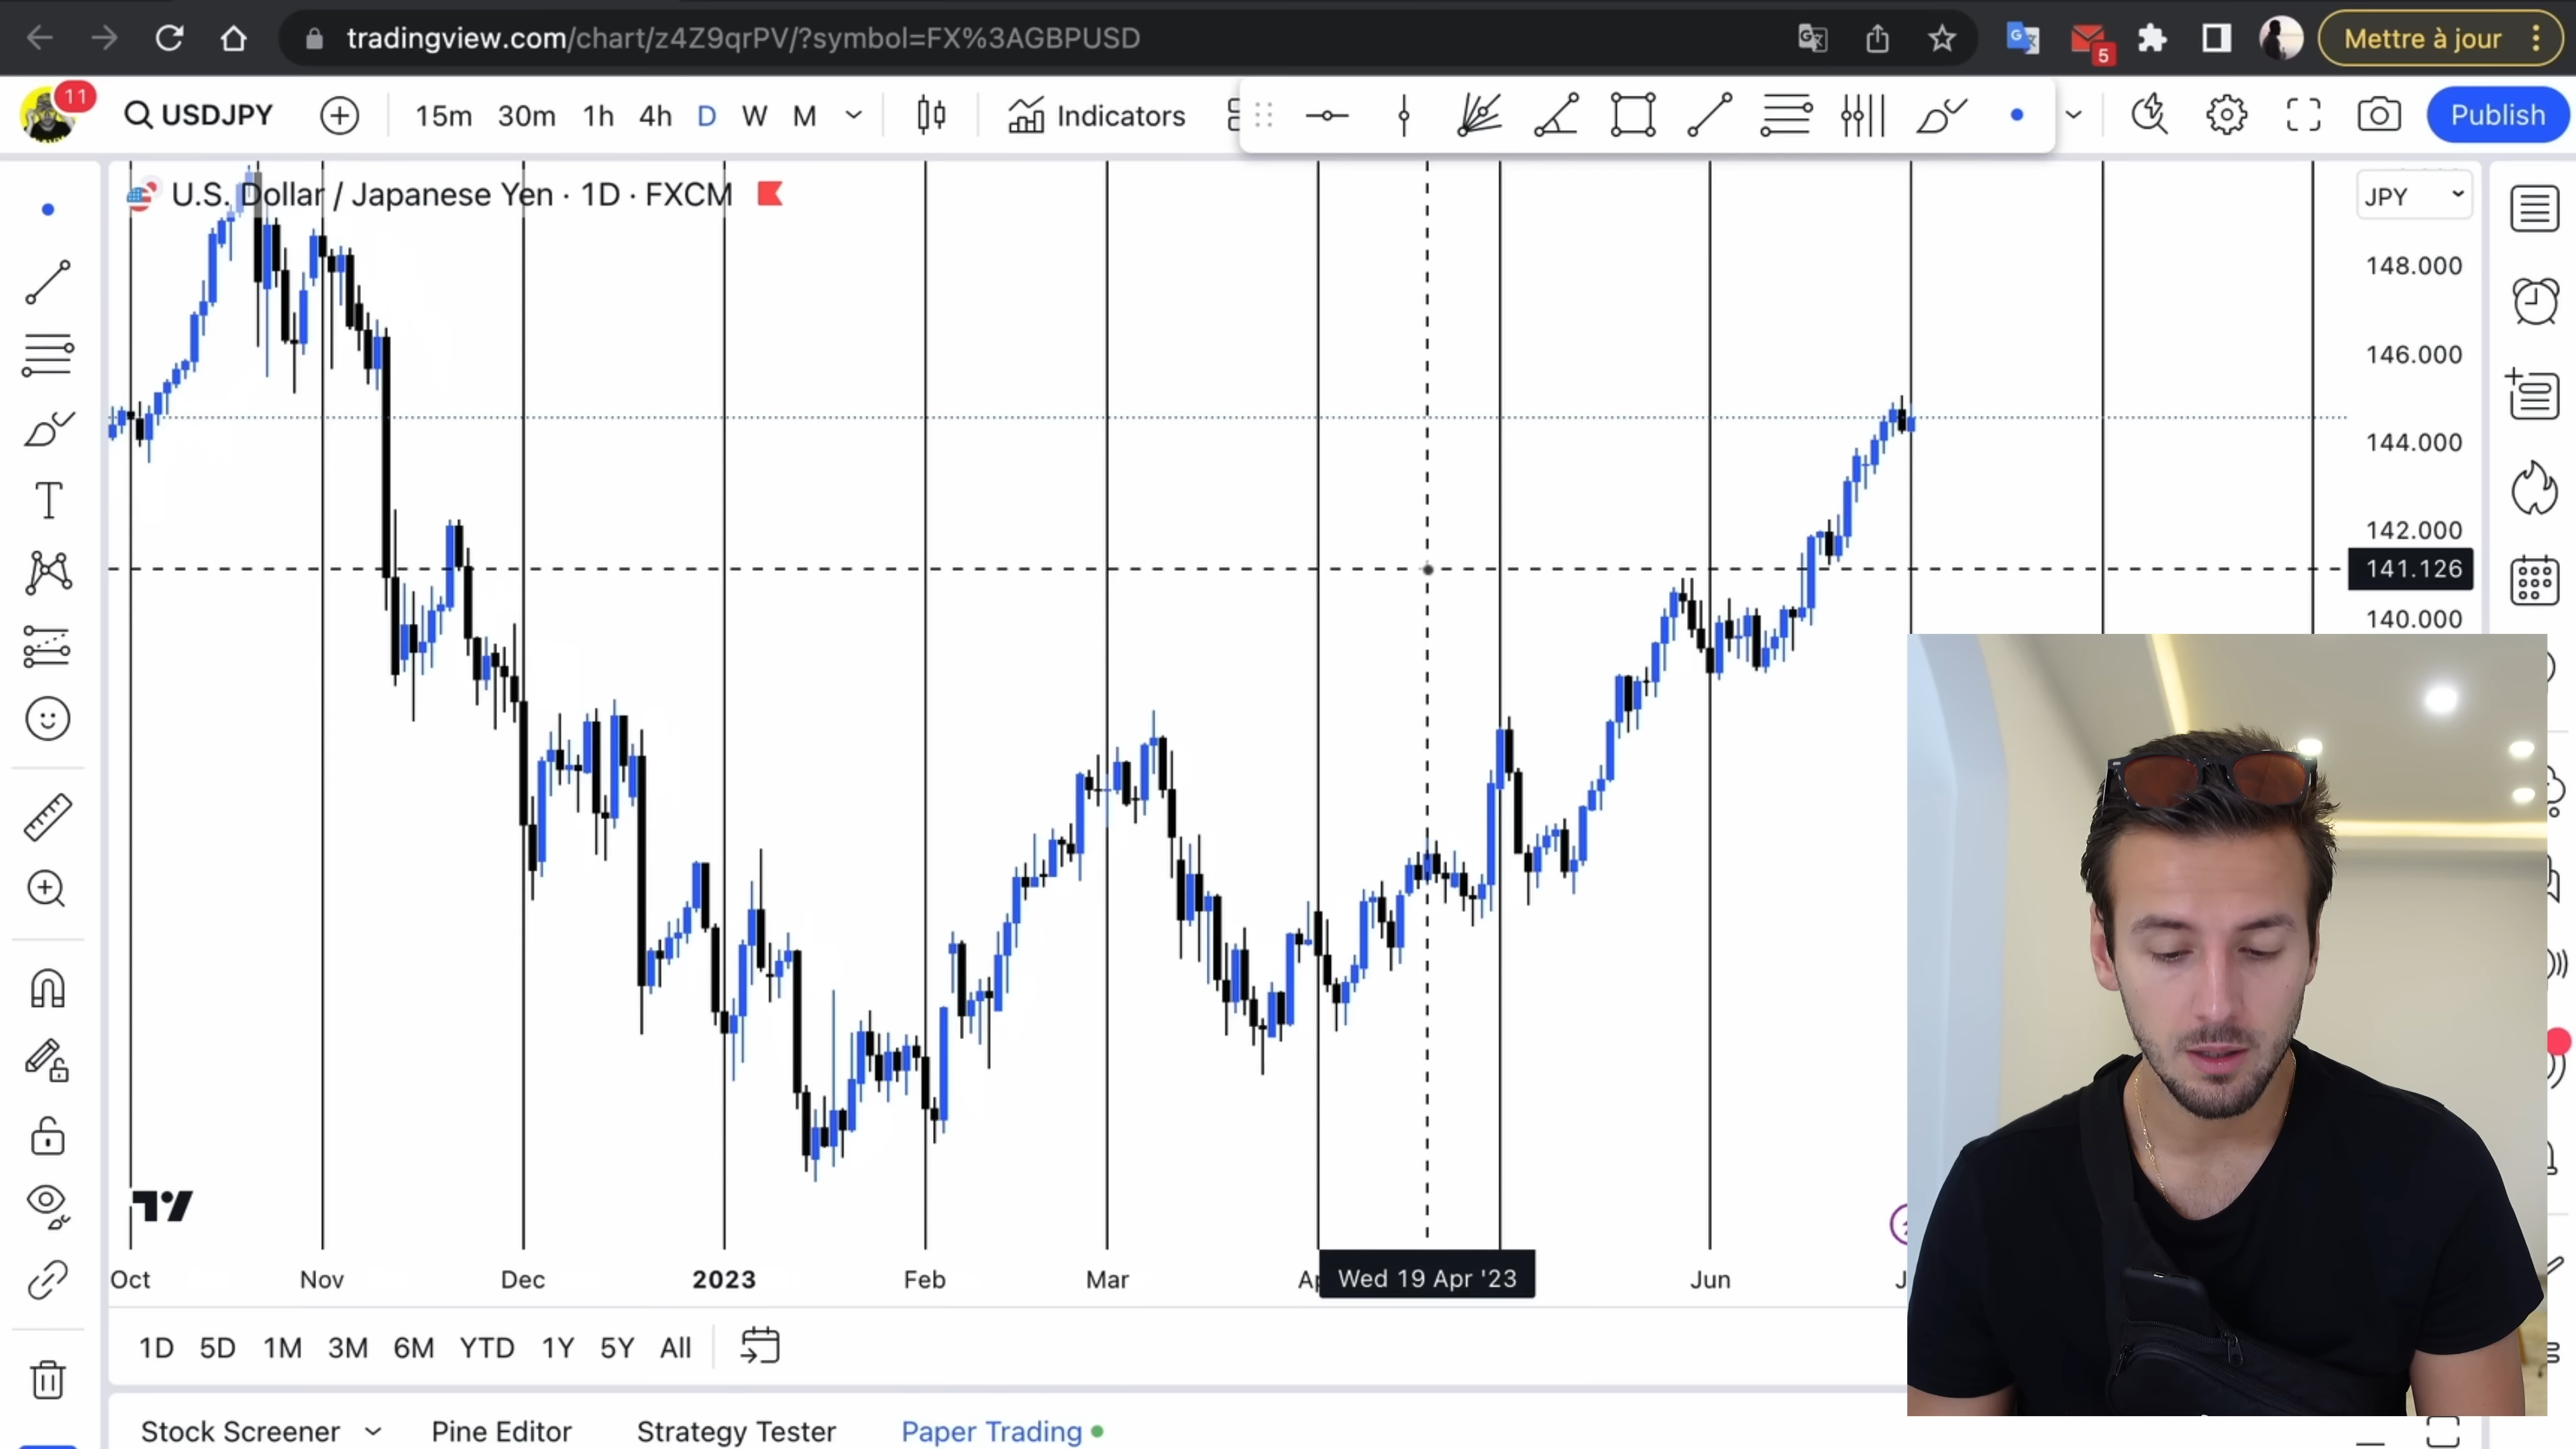 tradingview.com/chart/z4Z9qrPV/?symbol=FX%3AGBPUSD
5
Mettre à jour
11
USDJPY
15m 30m 1h 4h D W M
Indicators
Publish
U.S. Dollar / Japanese Yen · 1D · FXCM
JPY
148.000
146.000
144.000
142.000
141.126
140.000
Oct Nov Dec 2023 Feb Mar Wed 19 Apr '23 Jun
1D 5D 1M 3M 6M YTD 1Y 5Y All
Stock Screener Pine Editor Strategy Tester Paper Trading